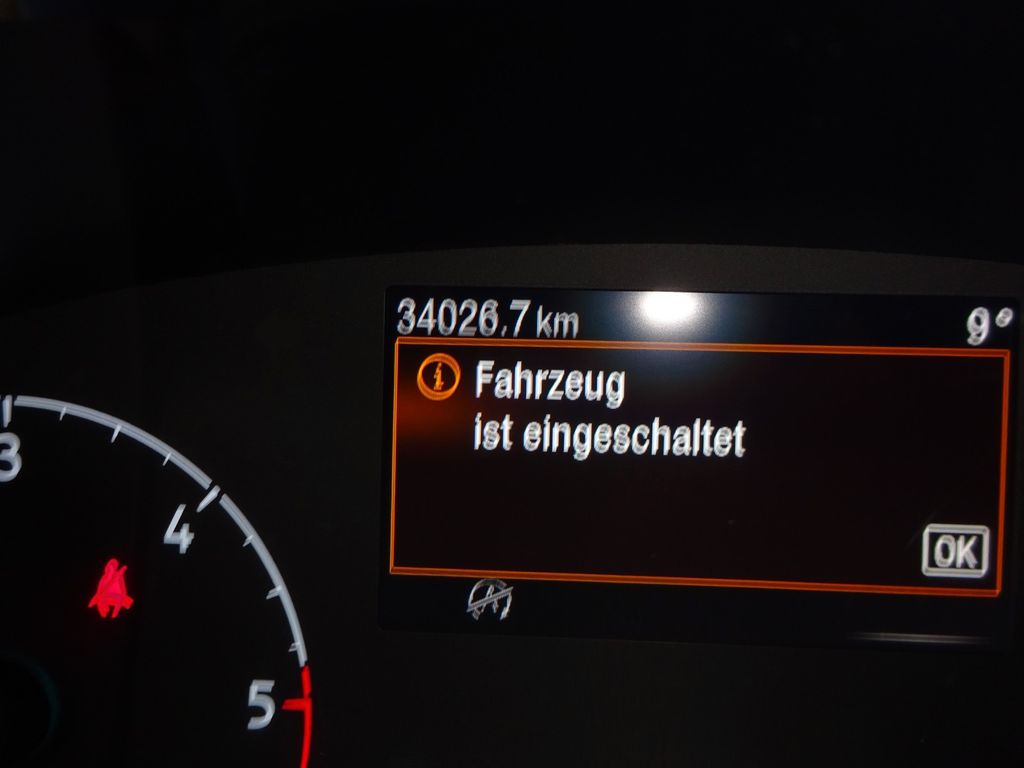 34026.7 km 9°
Fahrzeug
ist eingeschaltet
OK
3
4
5